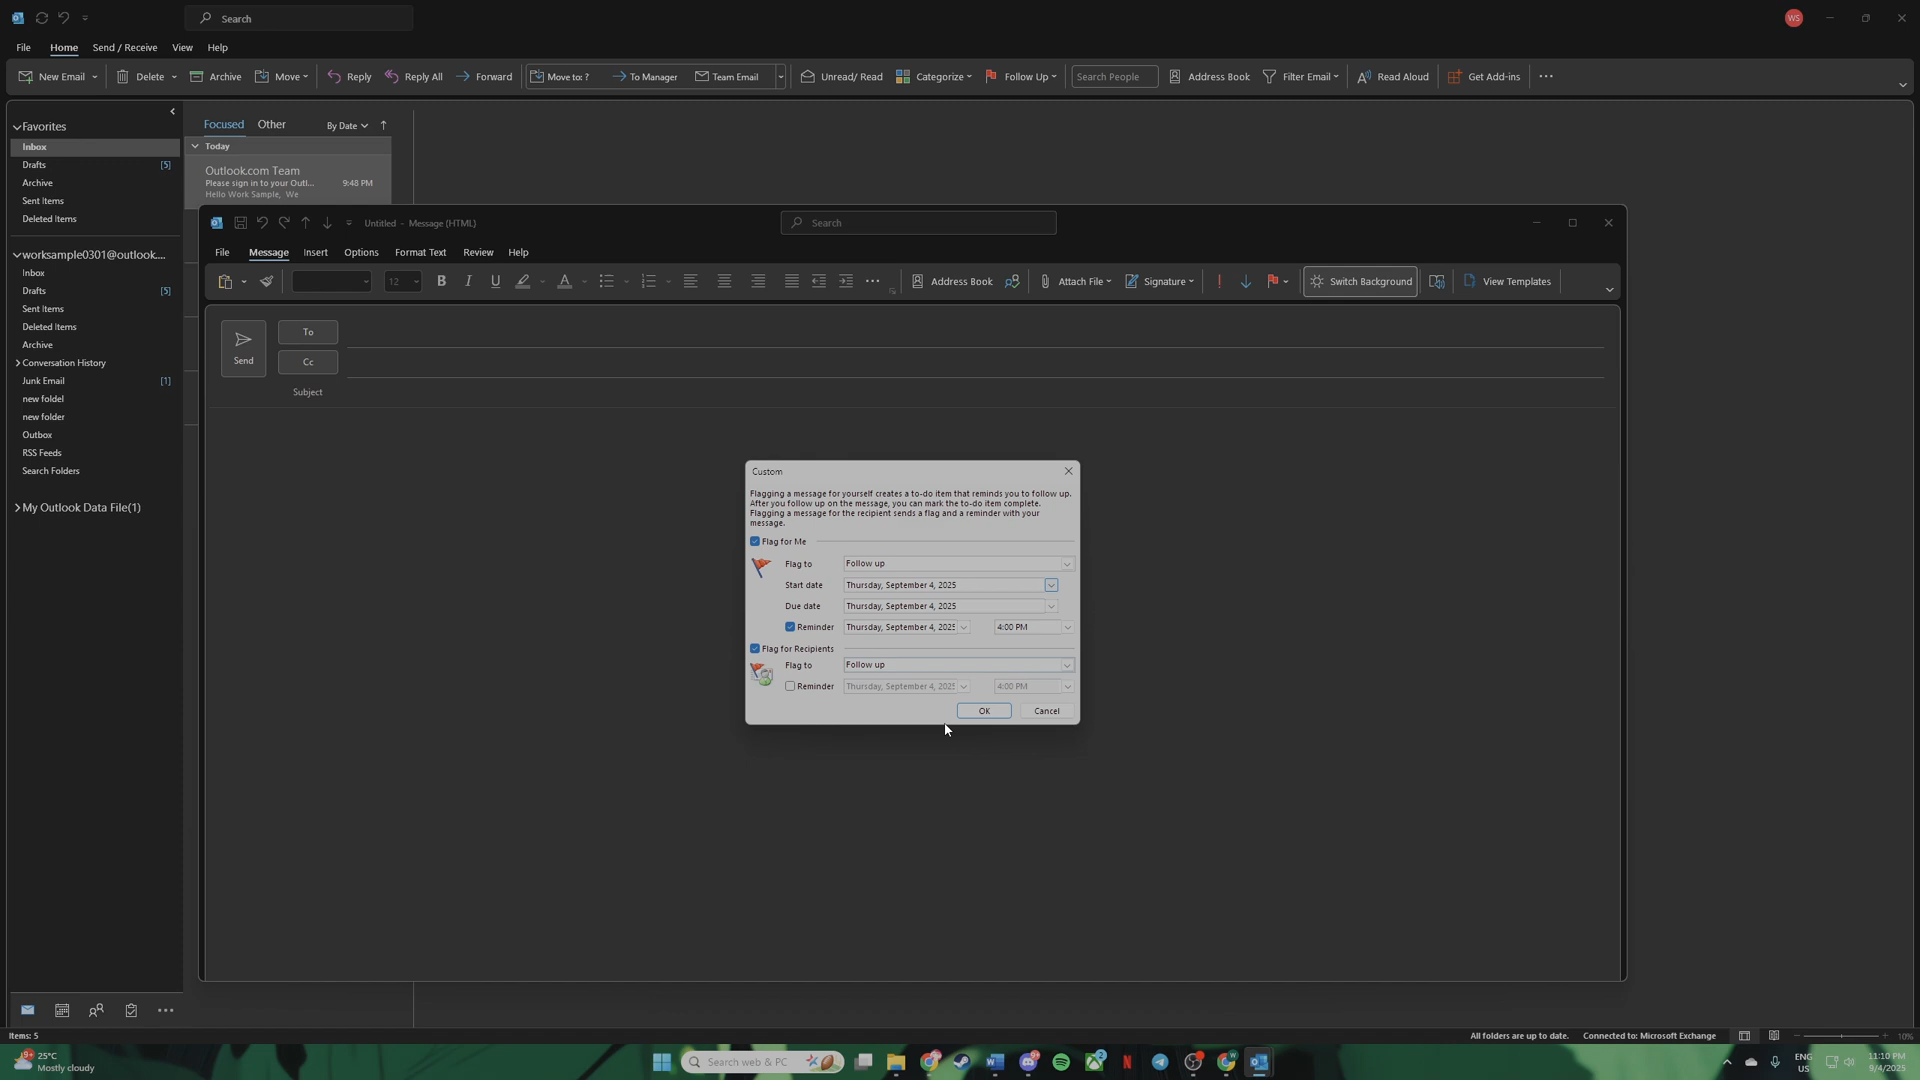 Search
WS
File Home Send / Receive View Help
New Email Delete Archive Move Reply Reply All Forward Move to: ? To Manager Team Email Unread/ Read Categorize Follow Up Search People Address Book Filter Email Read Aloud Get Add-ins
Favorites
Inbox
Drafts [5]
Archive
Sent Items
Deleted Items
worksample0301@outlook....
Inbox
Drafts [5]
Sent Items
Deleted Items
Archive
Conversation History
Junk Email [1]
new foldel
new folder
Outbox
RSS Feeds
Search Folders
My Outlook Data File(1)
Focused Other By Date
Today
Outlook.com Team
Please sign in to your Outl... 9:48 PM
Hello Work Sample, We
Untitled - Message (HTML) Search
File Message Insert Options Format Text Review Help
12 B I U A Address Book Attach File Signature Switch Background View Templates
Send
To
Cc
Subject
Custom
Flagging a message for yourself creates a to-do item that reminds you to follow up.
After you follow up on the message, you can mark the to-do item complete.
Flagging a message for the recipient sends a flag and a reminder with your
message.
Flag for Me
Flag to Follow up
Start date Thursday, September 4, 2025
Due date Thursday, September 4, 2025
Reminder Thursday, September 4, 2025 4:00 PM
Flag for Recipients
Flag to Follow up
Reminder Thursday, September 4, 2025 4:00 PM
OK Cancel
Items: 5
All folders are up to date. Connected to: Microsoft Exchange 10%
9+ 25°C
Mostly cloudy
Search web & PC
ENG
US
11:10 PM
9/4/2025